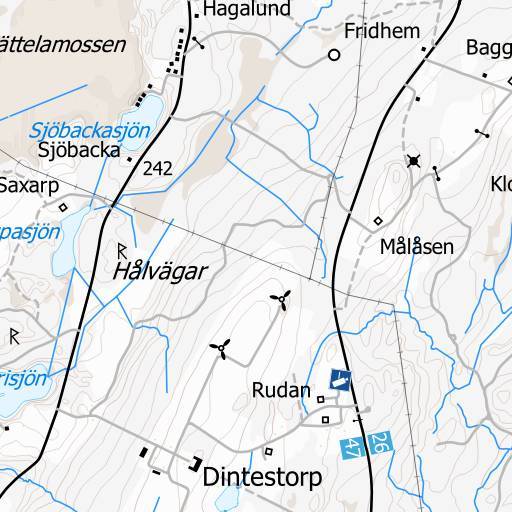 Hagalund
Fridhem
ättelamossen
Bagg
Sjöbackasjön
Sjöbacka
242
Saxarp
Klo
pasjön
Målåsen
Hålvägar
R
R
risjön
Rudan
26
47
Dintestorp